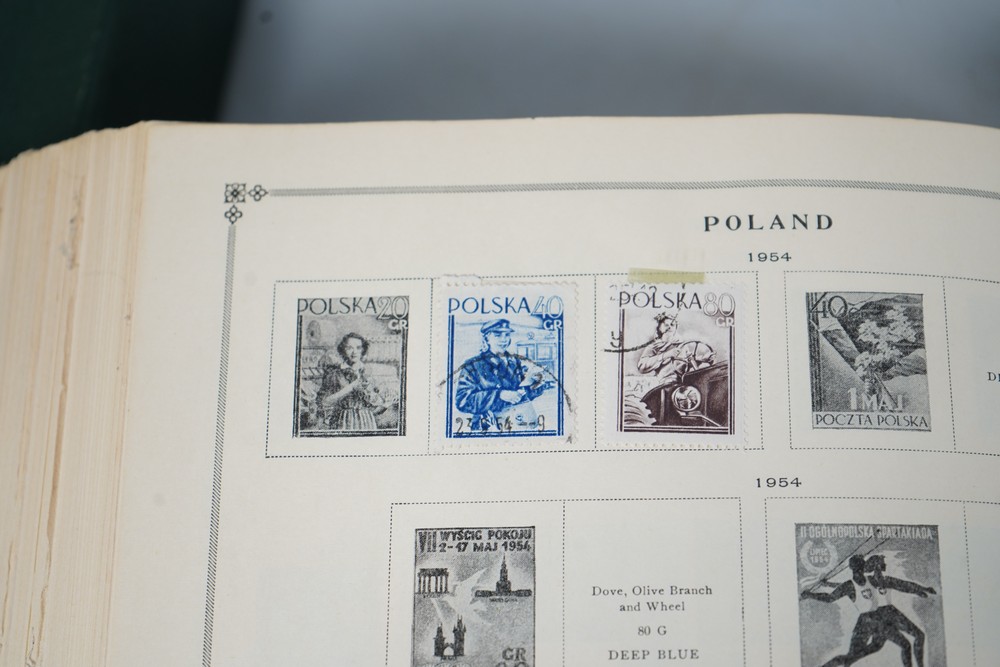 POLAND
1954
POLSKA 20
GR
POLSKA 40
GR
POLSKA 80
GR
40
1 MAJ
POCZTA POLSKA
1954
VII WYŚCIG POKOJU
2-17 MAJ 1954
GR
Dove, Olive Branch
and Wheel
80 G
DEEP BLUE
II OGÓLNOPOLSKA SPARTAKIADA
LIPIEC
1954